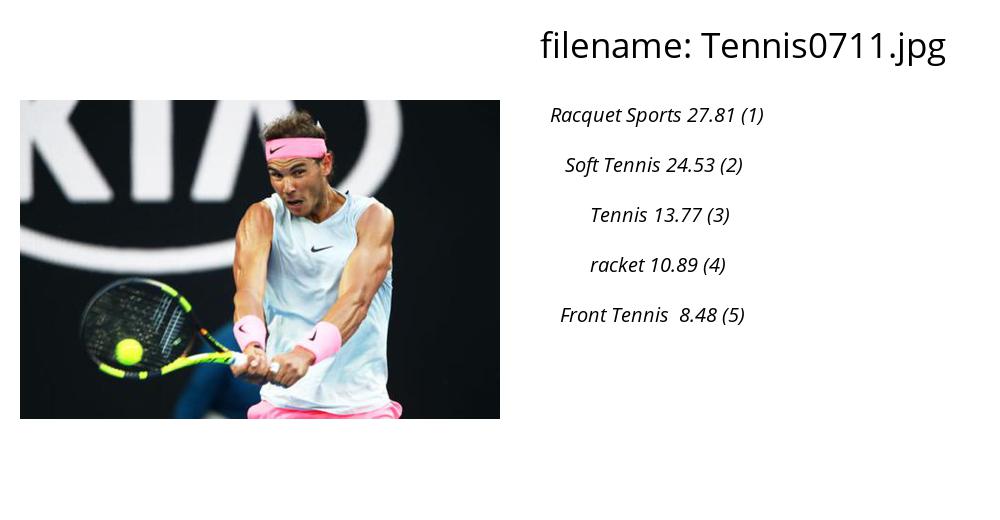 filename: Tennis0711.jpg
KIA
Racquet Sports 27.81 (1)
Soft Tennis 24.53 (2)
Tennis 13.77 (3)
racket 10.89 (4)
Front Tennis 8.48 (5)